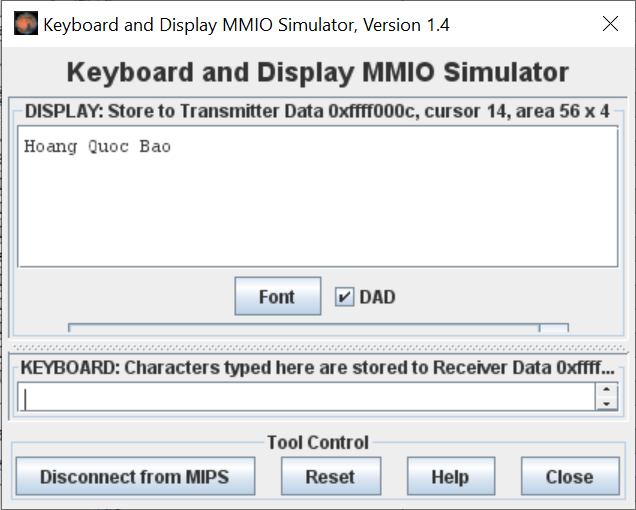 Keyboard and Display MMIO Simulator, Version 1.4
Keyboard and Display MMIO Simulator
DISPLAY: Store to Transmitter Data 0xffff000c, cursor 14, area 56 x 4
Hoang Quoc Bao
Font
DAD
KEYBOARD: Characters typed here are stored to Receiver Data 0xffff...
Tool Control
Disconnect from MIPS
Reset
Help
Close